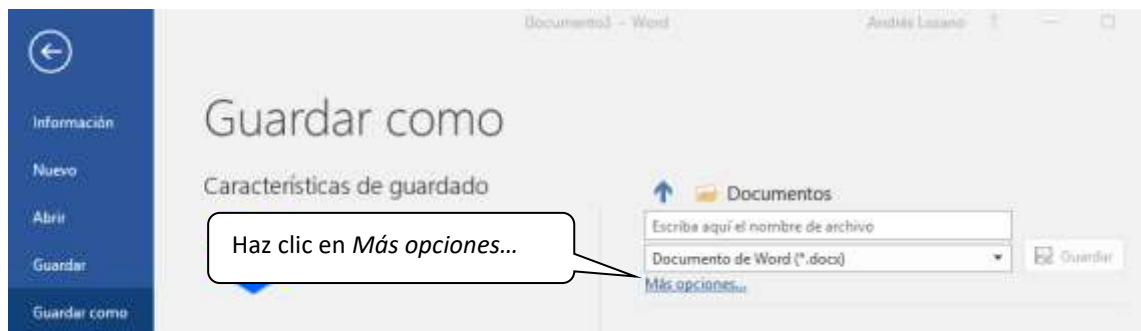 Documento3 - Word
Andrés Lozano
?
Guardar como
Información
Nuevo
Abrir
Guardar
Guardar como
Características de guardado
Haz clic en Más opciones...
Documentos
Escriba aquí el nombre de archivo
Documento de Word (*.docx)
Guardar
Más opciones...